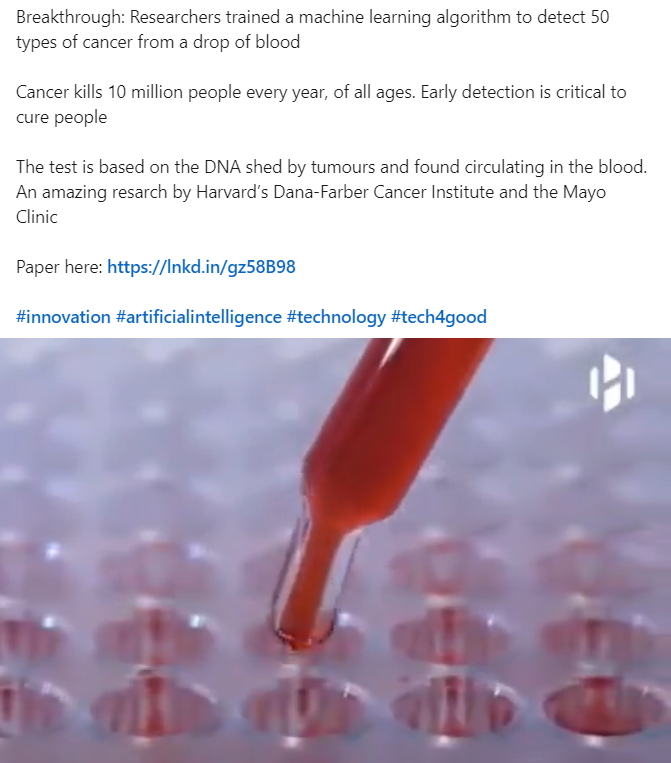 Breakthrough: Researchers trained a machine learning algorithm to detect 50
types of cancer from a drop of blood
Cancer kills 10 million people every year, of all ages. Early detection is critical to
cure people
The test is based on the DNA shed by tumours and found circulating in the blood.
An amazing resarch by Harvard's Dana-Farber Cancer Institute and the Mayo
Clinic
Paper here: https://lnkd.in/gz58B98
#innovation #artificialintelligence #technology #tech4good